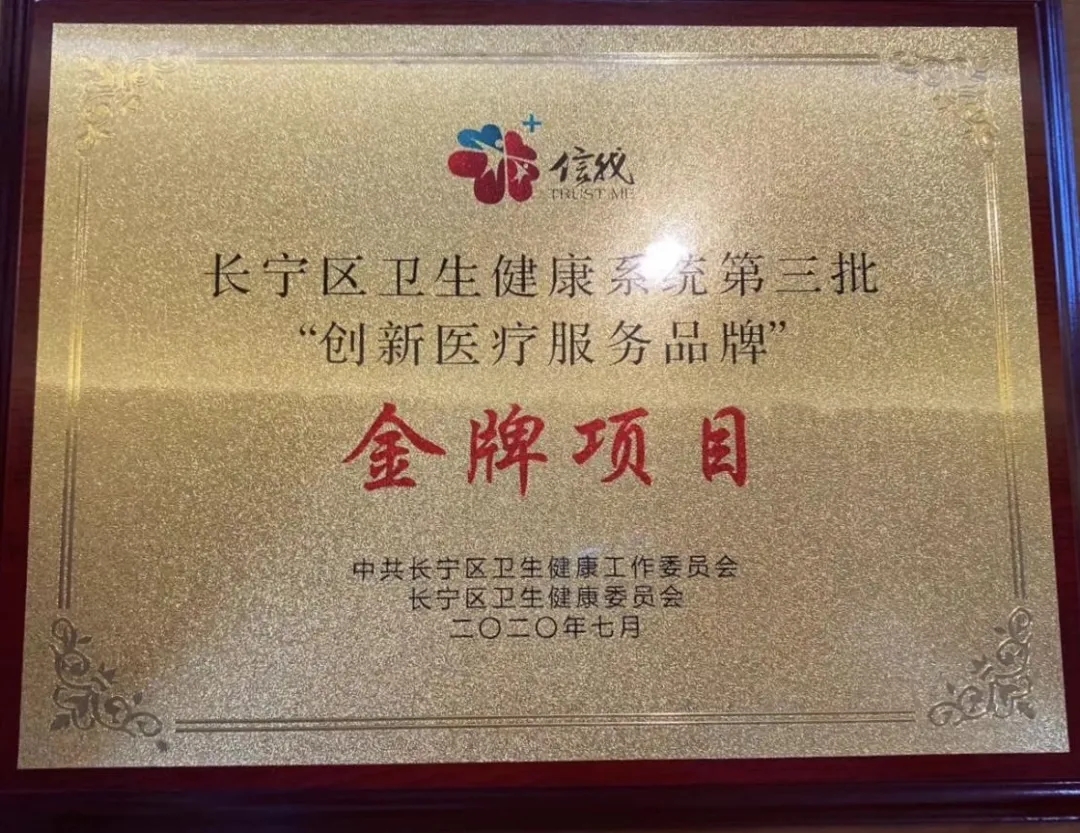 信我
TRUST ME
长宁区卫生健康系统第三批
“创新医疗服务品牌”
金牌项目
中共长宁区卫生健康工作委员会
长宁区卫生健康委员会
二〇二〇年七月